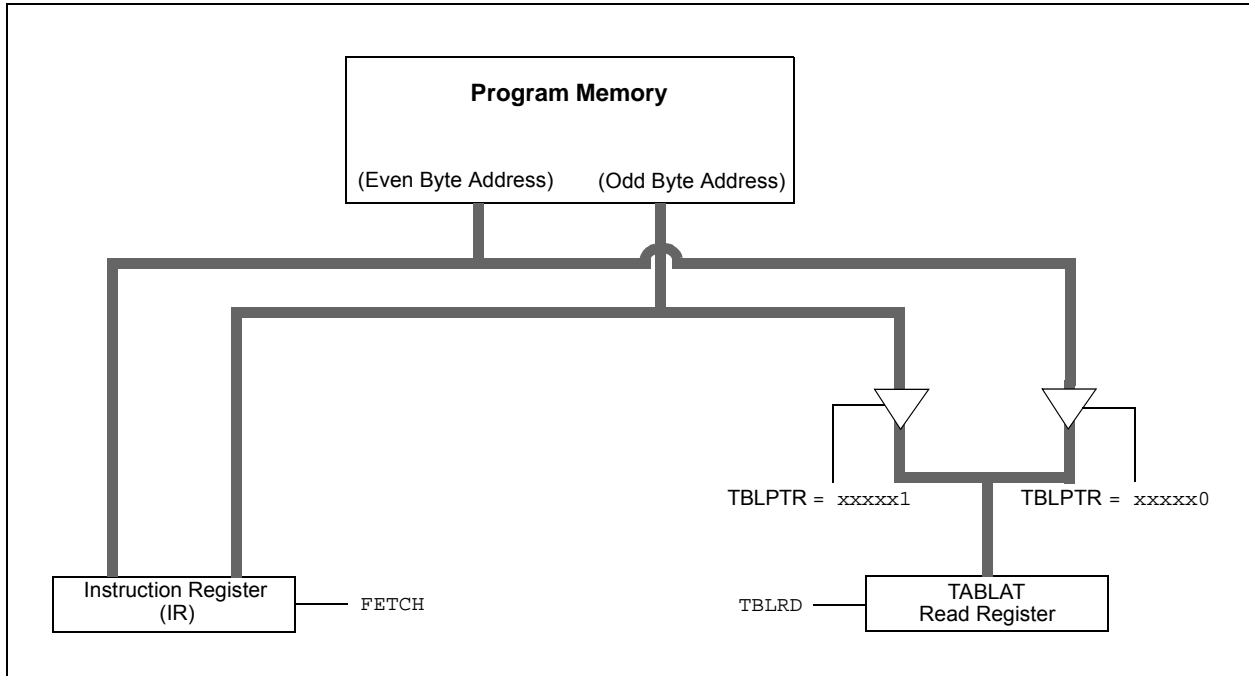 Program Memory
(Even Byte Address) (Odd Byte Address)
TBLPTR = xxxxx1 TBLPTR = xxxxx0
Instruction Register
(IR)
FETCH
TBLRD
TABLAT
Read Register